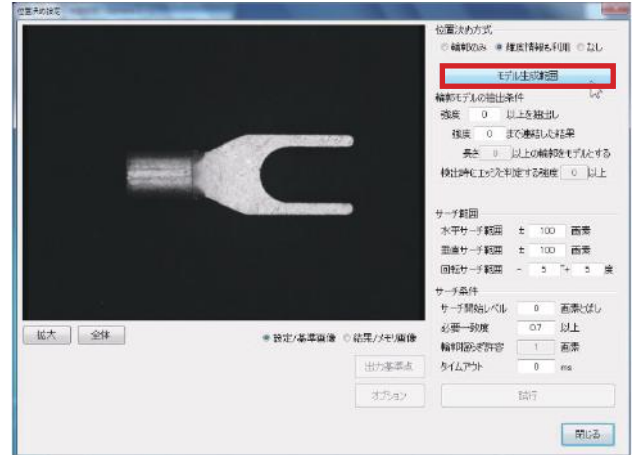 位置決め設定
位置決め方式
輪郭のみ 濃度情報も利用 なし
モデル生成範囲
輪郭モデルの抽出条件
強度 0 以上を抽出し
強度 0 まで連結した結果
長さ 0 以上の輪郭をモデルとする
検出時にエッジと判定する強度 0 以上
サーチ範囲
水平サーチ範囲 ± 100 画素
垂直サーチ範囲 ± 100 画素
回転サーチ範囲 - 5 ~+ 5 度
サーチ条件
サーチ開始レベル 0 画素とばし
必要一致度 0.7 以上
輪郭揺らぎ許容 1 画素
タイムアウト 0 ms
拡大 全体 設定/基準画像 結果/メモリ画像
出力基準点
オプション 試行
閉じる